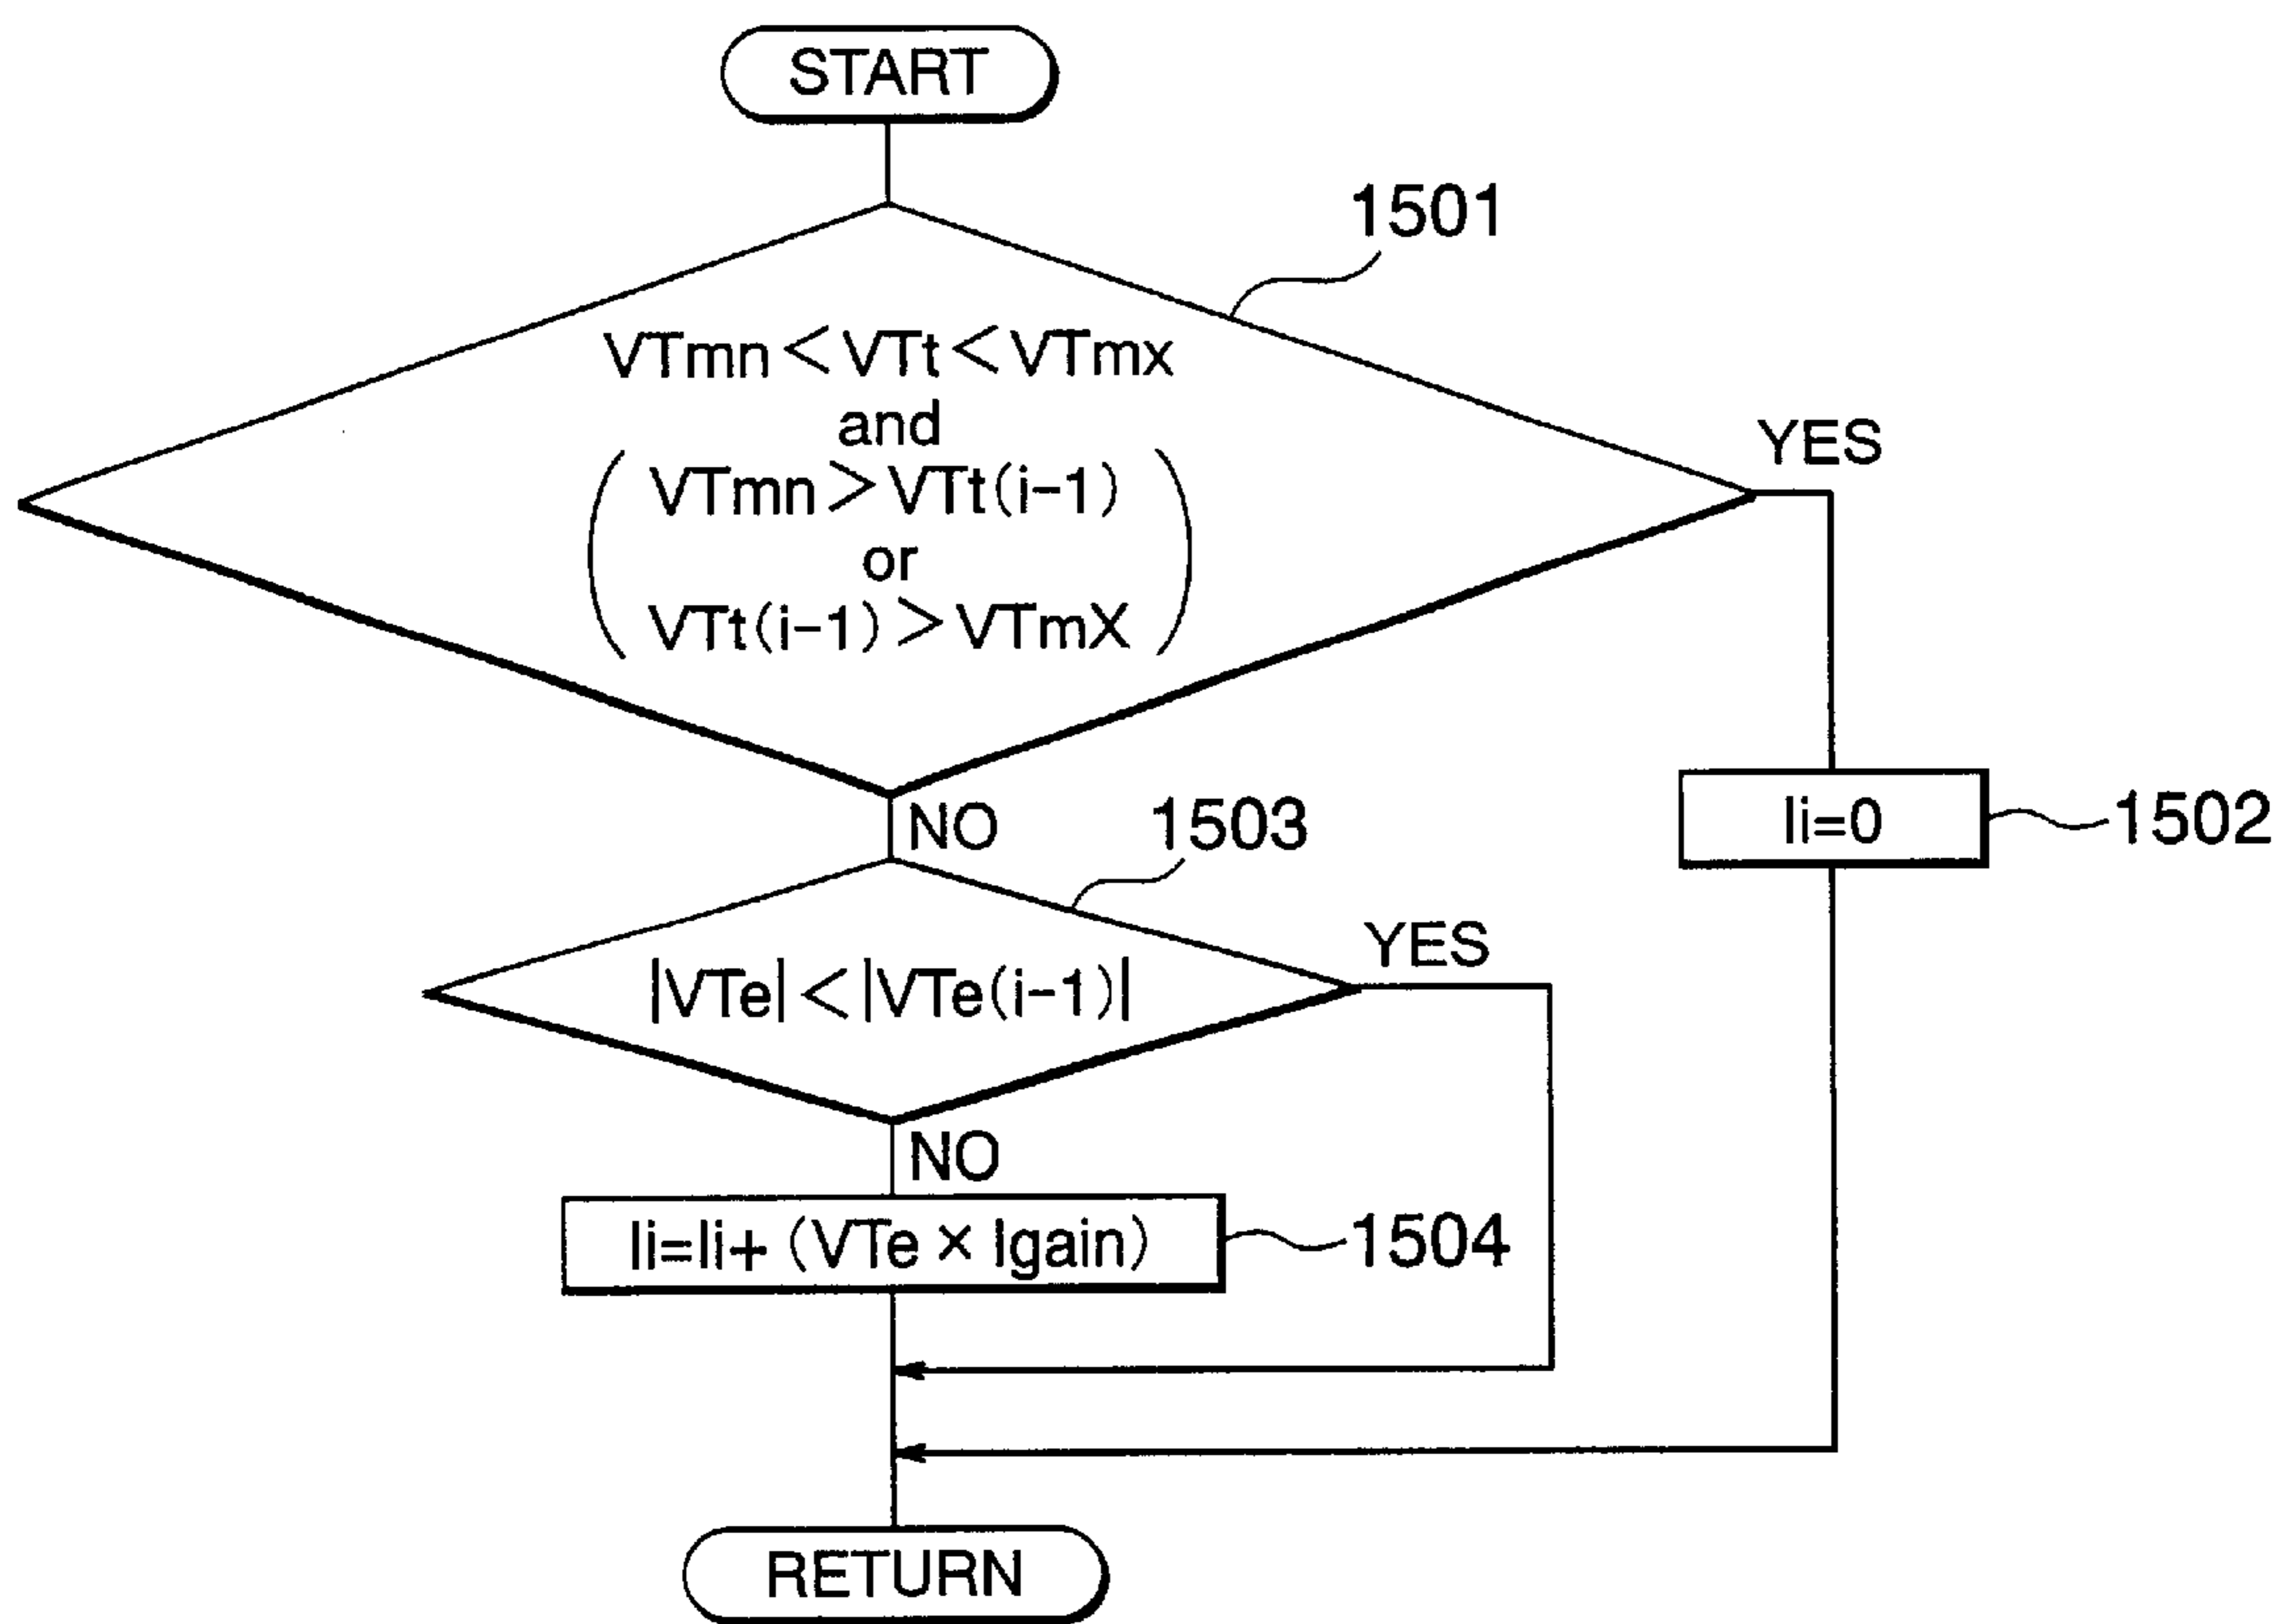 START
1501
VTmn<VTt<VTmx
and
( VTmn>VTt(i-1)
or
VTt(i-1)>VTmX )
YES
NO
Ii=0
1502
1503
|VTe|<|VTe(i-1)|
YES
NO
Ii=Ii+ (VTe × Igain)
1504
RETURN